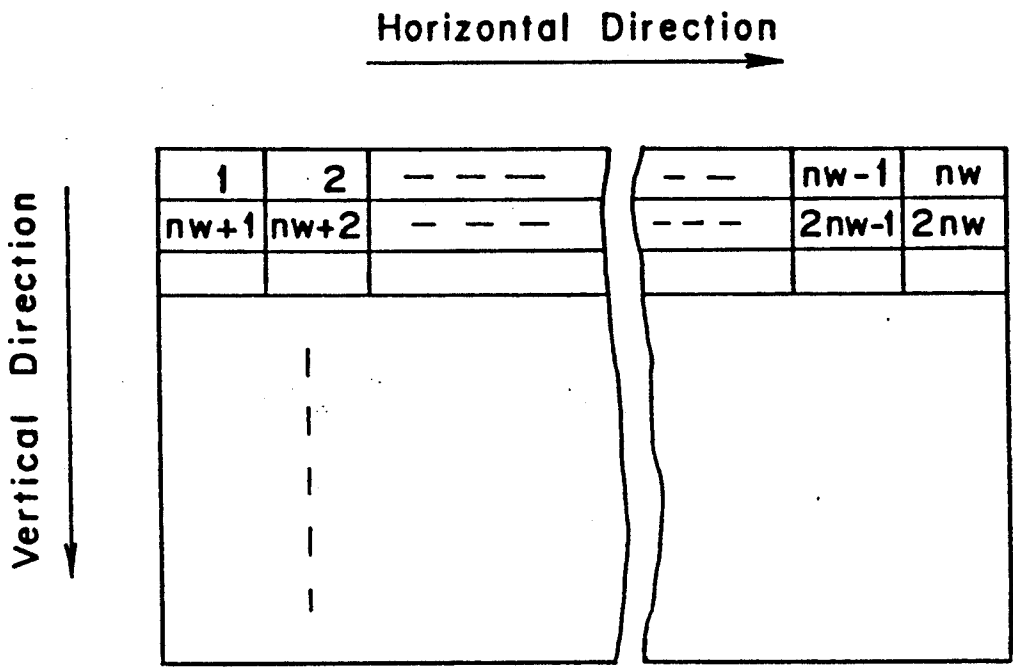 Horizontal Direction
Vertical Direction
1 2 — — — — — nw-1 nw
nw+1 nw+2 — — — - - - 2nw-1 2nw